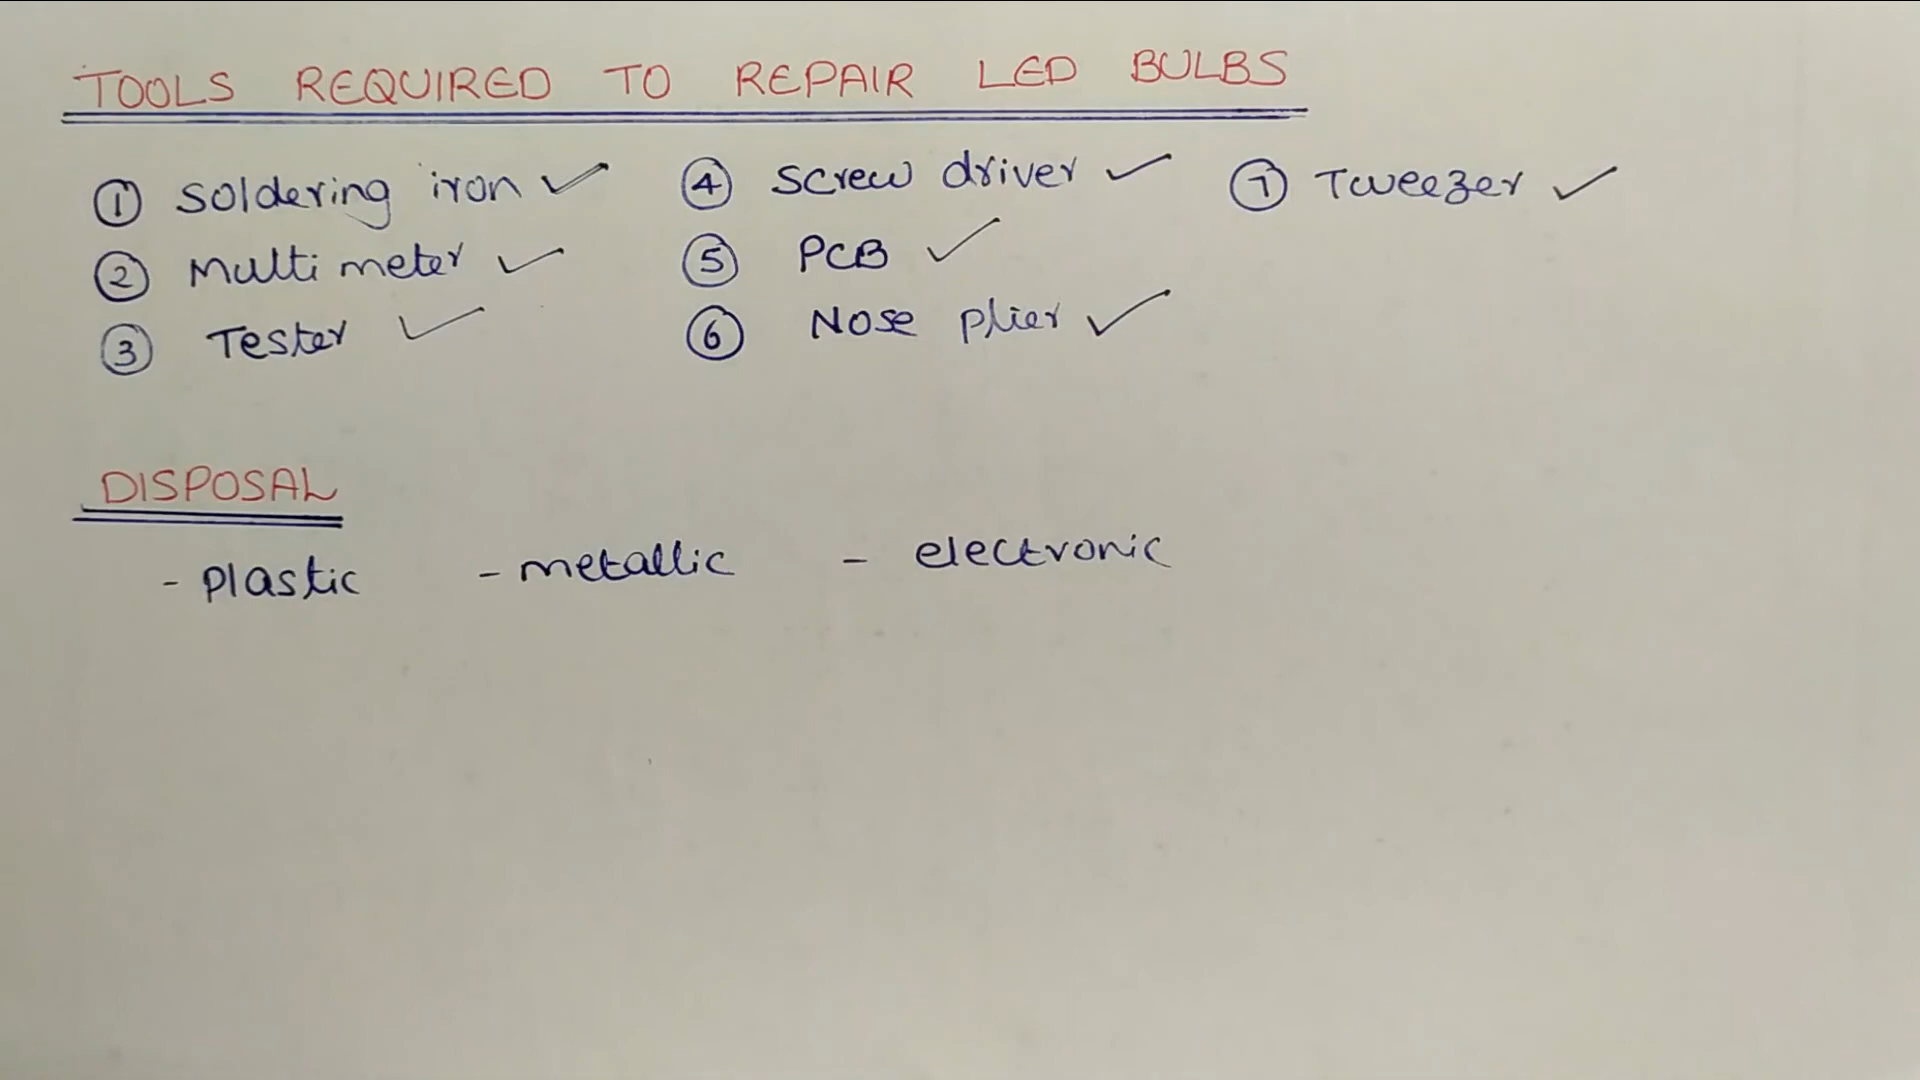 TOOLS REQUIRED TO REPAIR LED BULBS
① Soldering iron ✓ ④ Screw driver ✓ ⑦ Tweezer ✓
② Multi meter ✓ ⑤ PCB ✓
③ Tester ✓ ⑥ Nose plier ✓
DISPOSAL
- plastic - metallic - electronic